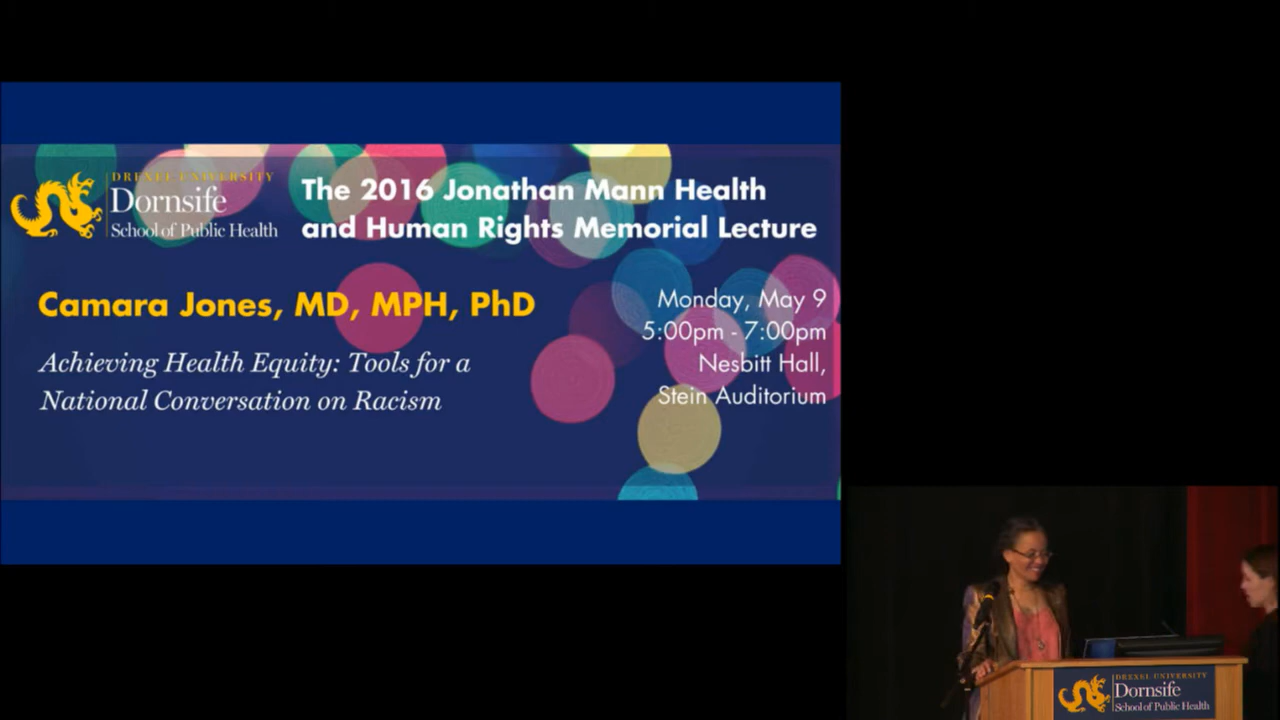 DREXEL UNIVERSITY
Dornsife
School of Public Health
The 2016 Jonathan Mann Health
and Human Rights Memorial Lecture
Camara Jones, MD, MPH, PhD
Achieving Health Equity: Tools for a
National Conversation on Racism
Monday, May 9
5:00pm - 7:00pm
Nesbitt Hall,
Stein Auditorium
DREXEL UNIVERSITY
Dornsife
School of Public Health